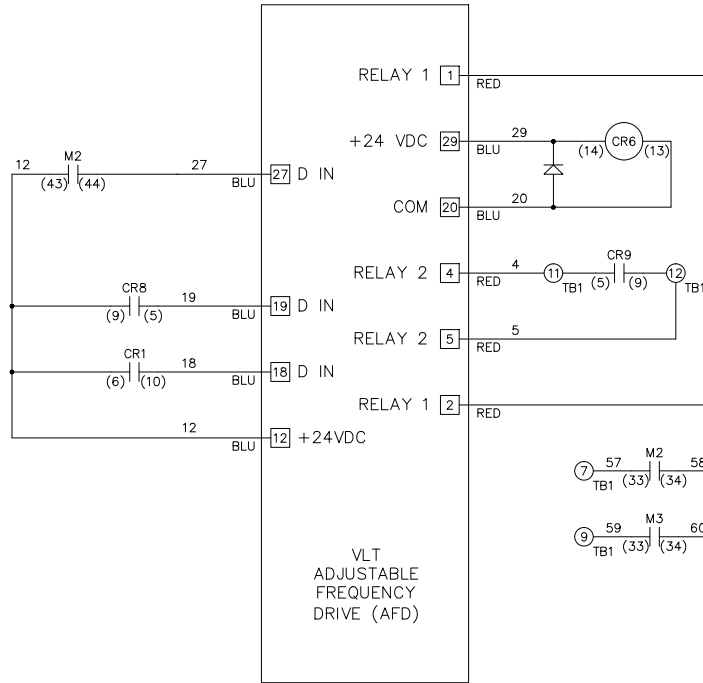 RELAY 1 1 RED
+24 VDC 29 BLU 29 (14) CR6 (13)
12 M2 (43) (44) 27 BLU 27 D IN
COM 20 BLU 20
RELAY 2 4 RED 4 11 TB1 CR9 (5) (9) 12 TB1
CR8 (9) (5) 19 BLU 19 D IN
RELAY 2 5 RED 5
CR1 (6) (10) 18 BLU 18 D IN
RELAY 1 2 RED
12 BLU 12 +24VDC
7 TB1 57 M2 (33) (34) 58
9 TB1 59 M3 (33) (34) 60
VLT
ADJUSTABLE
FREQUENCY
DRIVE (AFD)